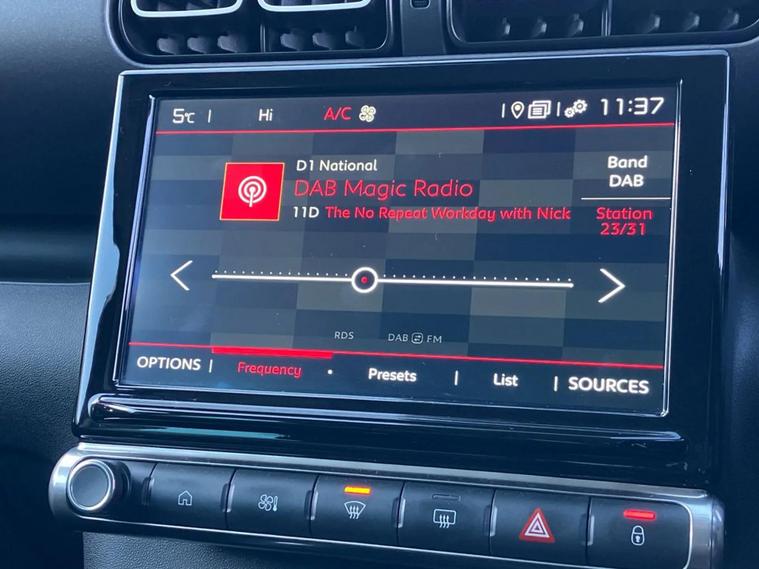 5°C Hi A/C 11:37
D1 National
DAB Magic Radio
11D The No Repeat Workday with Nick
Band
DAB
Station
23/31
RDS DAB FM
OPTIONS Frequency Presets List SOURCES